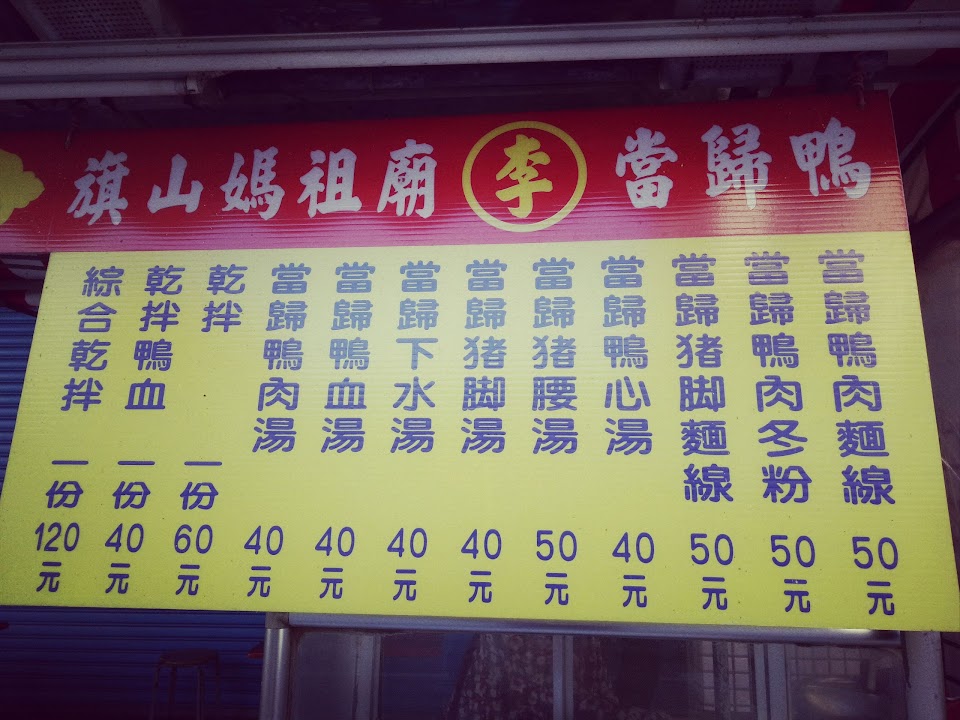 旗山媽祖廟 李 當歸鴨
當歸鴨肉麵線 50元
當歸鴨肉冬粉 50元
當歸猪脚麵線 50元
當歸鴨心湯 40元
當歸猪腰湯 50元
當歸猪脚湯 40元
當歸下水湯 40元
當歸鴨血湯 40元
當歸鴨肉湯 40元
乾拌 一份 60元
乾拌鴨血 一份 40元
綜合乾拌 一份 120元